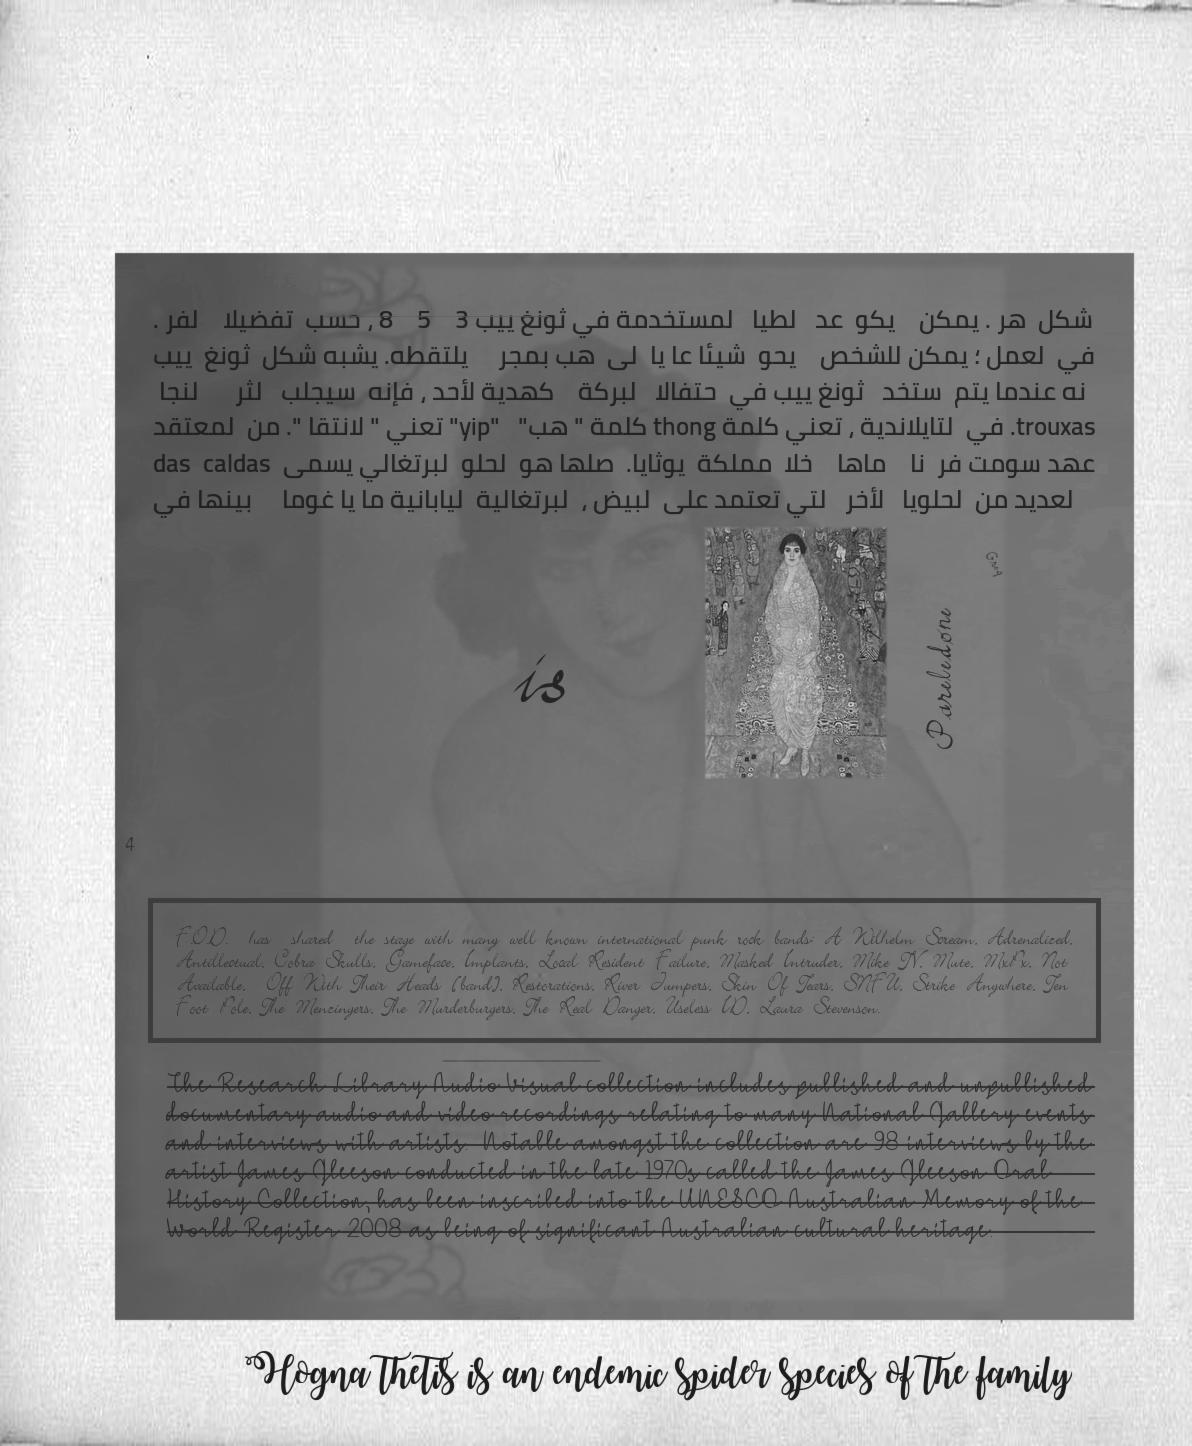 شكل هر . يمكن يكو عد لطيا لمستخدمة في ثونغ ييب 3 5 8 , حسب تفضيلا لفر .
في لعمل ؛ يمكن للشخص يحو شيئا عا يا لى هب بمجر يلتقطه. يشبه شكل ثونغ ييب
نه عندما يتم ستخد ثونغ ييب في حتفالا لبركة كهدية لأحد , فإنه سيجلب لثر لنجا
trouxas. في لتايلاندية , تعني كلمة thong كلمة " هب" "yip" تعني " لانتقا ". من لمعتقد
عهد سومت فر نا ماها خلا مملكة يوثايا. صلها هو لحلو لبرتغالي يسمى das caldas
لعديد من لحلويا لأخر لتي تعتمد على لبيض , لبرتغالية ليابانية ما يا غوما بينها في
Greg
Pareledone
is
4
F.O.D. has shared the stage with many well known international punk rock bands: A Wilhelm Scream, Adrenalized,
Antillectual, Cobra Skulls, Gameface, Implants, Local Resident Failure, Masked Intruder, Mike TV, Mute, MxPx, Not
Available, Off With Their Heads (band), Restorations, River Jumpers, Skin Of Tears, SNFU, Strike Anywhere, Ten
Foot Pole, The Menzingers, The Murderburgers, The Real Danger, Useless ID, Laura Stevenson.
The Research Library Audio Visual collection includes published and unpublished
documentary audio and video recordings relating to many National Gallery events
and interviews with artists. Notable amongst the collection are 98 interviews by the
artist James Gleeson conducted in the late 1970s called the James Gleeson Oral
History Collection, has been inscribed into the UNESCO Australian Memory of the
World Register 2008 as being of significant Australian cultural heritage.
Hogna thetis is an endemic spider species of the family